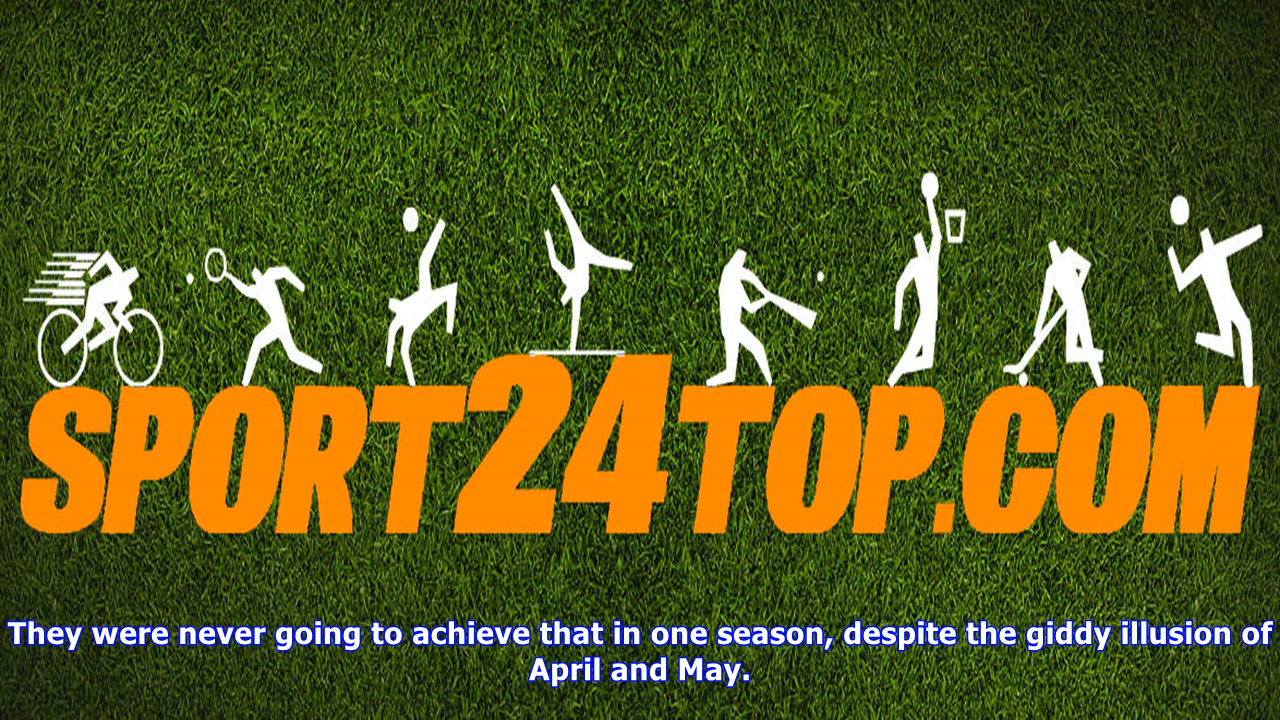 SPORT24TOP.COM
They were never going to achieve that in one season, despite the giddy illusion of
April and May.